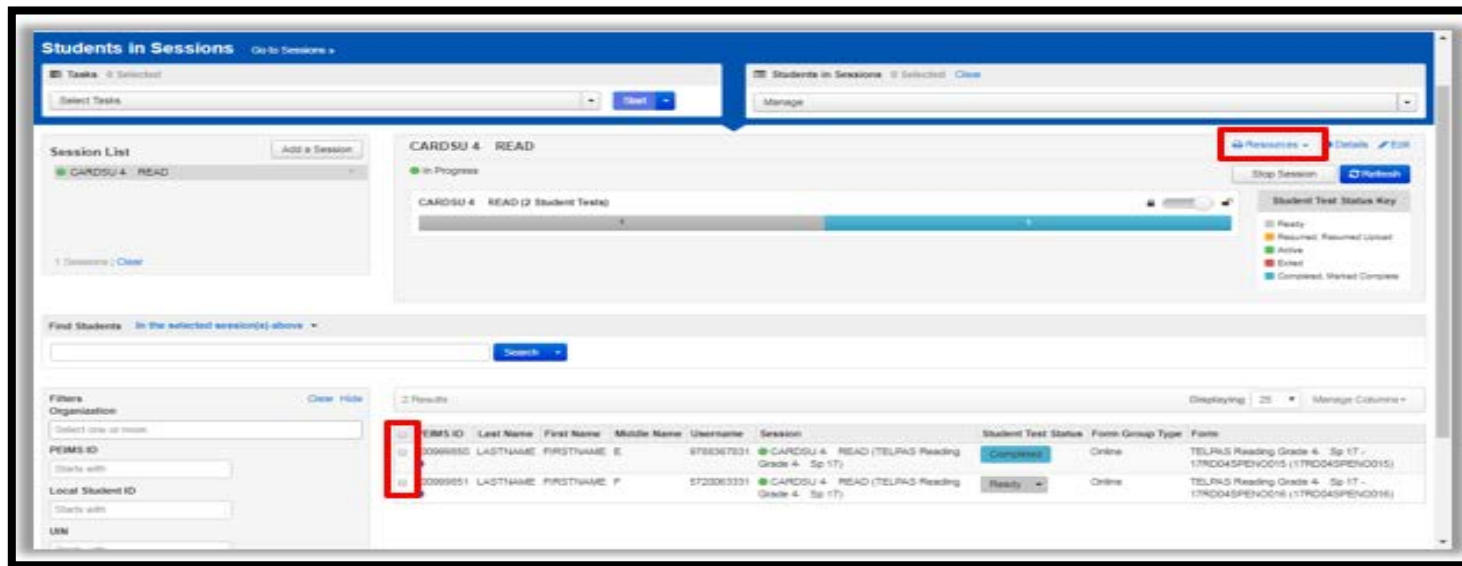 Students in Sessions Go to Sessions »
Tasks 0 Selected
Students in Sessions 0 Selected Clear
Select Tasks
Start
Manage
Session List
Add a Session
CARDSU 4 READ
Resources
Details
Edit
CARDSU 4 READ
In Progress
Stop Session
Refresh
CARDSU 4 READ (2 Student Tests)
Student Test Status Key
1
1
Ready
Resumed, Resumed Upload
Active
Exited
Completed, Marked Complete
1 Sessions | Clear
Find Students In the selected session(s) above
Search
Filters
Clear Hide
2 Results
Displaying 25 Manage Columns
Organization
Select one or more
PEIMS ID Last Name First Name Middle Name Username Session Student Test Status Form Group Type Form
PEIMS ID
Starts with
LASTNAME FIRSTNAME E CARDSU 4 READ (TELPAS Reading Grade 4 Sp 17) Completed Online TELPAS Reading Grade 4 Sp 17 - 17RD04SPENO015 (17RD04SPENO015)
Local Student ID
Starts with
LASTNAME FIRSTNAME F CARDSU 4 READ (TELPAS Reading Grade 4 Sp 17) Ready Online TELPAS Reading Grade 4 Sp 17 - 17RD04SPENO016 (17RD04SPENO016)
UIN